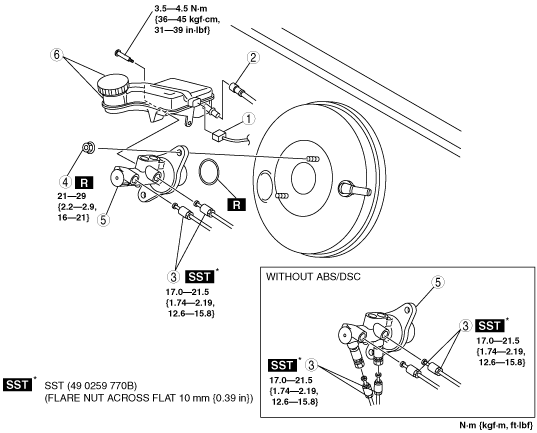 3.5—4.5 N·m
{36—45 kgf·cm,
31—39 in·lbf}
6
2
1
4 R
21—29
{2.2—2.9,
16—21}
5
R
3 SST*
17.0—21.5
{1.74—2.19,
12.6—15.8}
WITHOUT ABS/DSC
5
3 SST*
17.0—21.5
{1.74—2.19,
12.6—15.8}
SST* 3
17.0—21.5
{1.74—2.19,
12.6—15.8}
SST* SST (49 0259 770B)
(FLARE NUT ACROSS FLAT 10 mm {0.39 in})
N·m {kgf·m, ft·lbf}